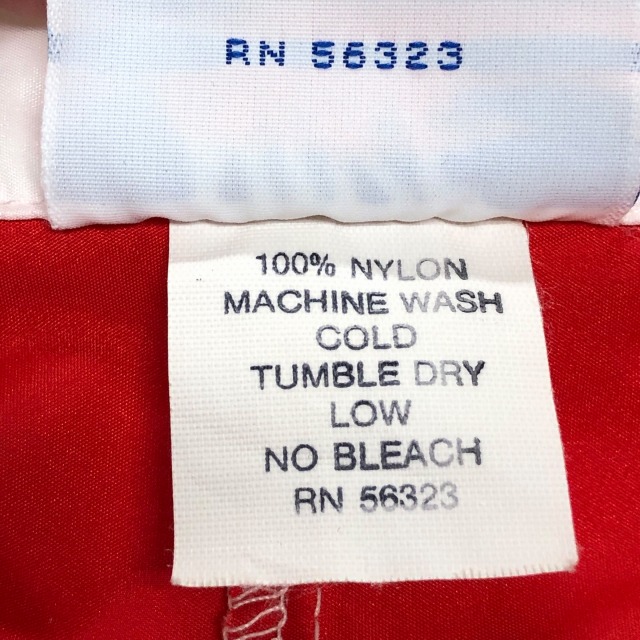 RN 56323
100% NYLON
MACHINE WASH
COLD
TUMBLE DRY
LOW
NO BLEACH
RN 56323